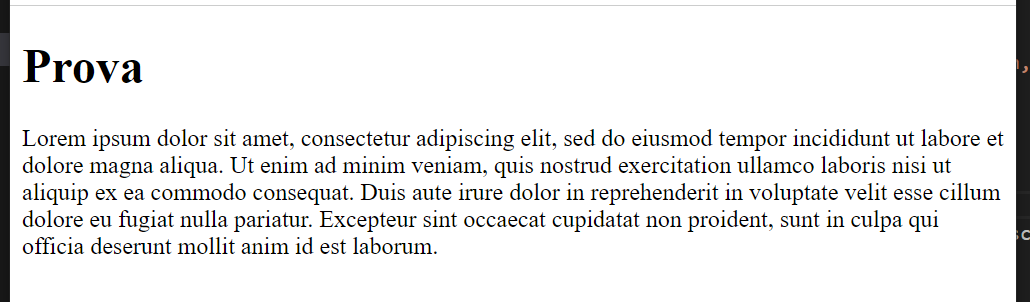 Prova
Lorem ipsum dolor sit amet, consectetur adipiscing elit, sed do eiusmod tempor incididunt ut labore et
dolore magna aliqua. Ut enim ad minim veniam, quis nostrud exercitation ullamco laboris nisi ut
aliquip ex ea commodo consequat. Duis aute irure dolor in reprehenderit in voluptate velit esse cillum
dolore eu fugiat nulla pariatur. Excepteur sint occaecat cupidatat non proident, sunt in culpa qui
officia deserunt mollit anim id est laborum.